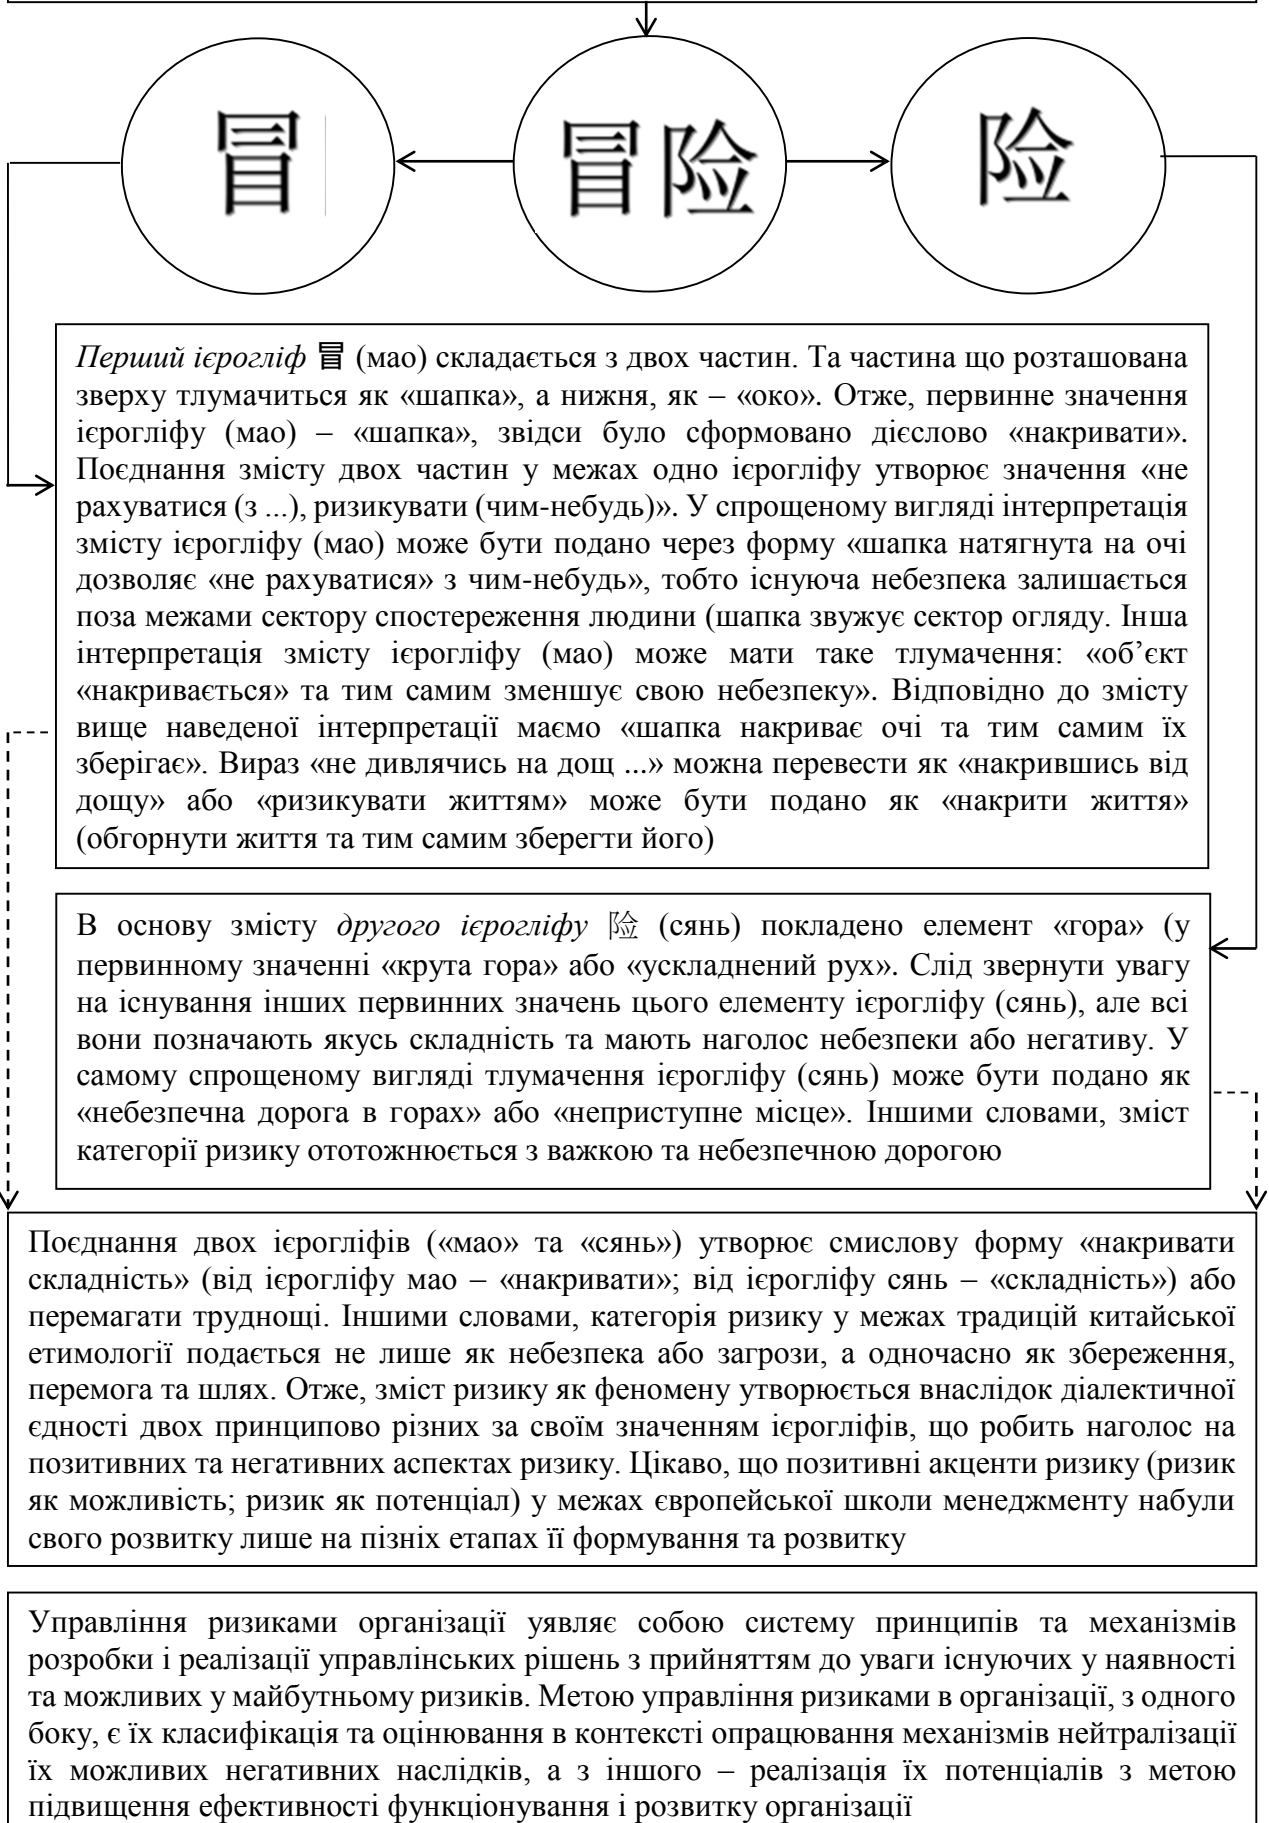 冒
冒险
险
Перший ієрогліф 冒 (мао) складається з двох частин. Та частина що розташована
зверху тлумачиться як «шапка», а нижня, як – «око». Отже, первинне значення
ієрогліфу (мао) – «шапка», звідси було сформовано дієслово «накривати».
Поєднання змісту двох частин у межах одно ієрогліфу утворює значення «не
рахуватися (з ...), ризикувати (чим-небудь)». У спрощеному вигляді інтерпретація
змісту ієрогліфу (мао) може бути подано через форму «шапка натягнута на очі
дозволяє «не рахуватися» з чим-небудь», тобто існуюча небезпека залишається
поза межами сектору спостереження людини (шапка звужує сектор огляду. Інша
інтерпретація змісту ієрогліфу (мао) може мати таке тлумачення: «об’єкт
«накривається» та тим самим зменшує свою небезпеку». Відповідно до змісту
вище наведеної інтерпретації маємо «шапка накриває очі та тим самим їх
зберігає». Вираз «не дивлячись на дощ ...» можна перевести як «накрившись від
дощу» або «ризикувати життям» може бути подано як «накрити життя»
(обгорнути життя та тим самим зберегти його)
В основу змісту другого ієрогліфу 险 (сянь) покладено елемент «гора» (у
первинному значенні «крута гора» або «ускладнений рух». Слід звернути увагу
на існування інших первинних значень цього елементу ієрогліфу (сянь), але всі
вони позначають якусь складність та мають наголос небезпеки або негативу. У
самому спрощеному вигляді тлумачення ієрогліфу (сянь) може бути подано як
«небезпечна дорога в горах» або «неприступне місце». Іншими словами, зміст
категорії ризику ототожнюється з важкою та небезпечною дорогою
Поєднання двох ієрогліфів («мао» та «сянь») утворює смислову форму «накривати
складність» (від ієрогліфу мао – «накривати»; від ієрогліфу сянь – «складність») або
перемагати труднощі. Іншими словами, категорія ризику у межах традицій китайської
етимології подається не лише як небезпека або загрози, а одночасно як збереження,
перемога та шлях. Отже, зміст ризику як феномену утворюється внаслідок діалектичної
єдності двох принципово різних за своїм значенням ієрогліфів, що робить наголос на
позитивних та негативних аспектах ризику. Цікаво, що позитивні акценти ризику (ризик
як можливість; ризик як потенціал) у межах європейської школи менеджменту набули
свого розвитку лише на пізніх етапах її формування та розвитку
Управління ризиками організації уявляє собою систему принципів та механізмів
розробки і реалізації управлінських рішень з прийняттям до уваги існуючих у наявності
та можливих у майбутньому ризиків. Метою управління ризиками в організації, з одного
боку, є їх класифікація та оцінювання в контексті опрацювання механізмів нейтралізації
їх можливих негативних наслідків, а з іншого – реалізація їх потенціалів з метою
підвищення ефективності функціонування і розвитку організації